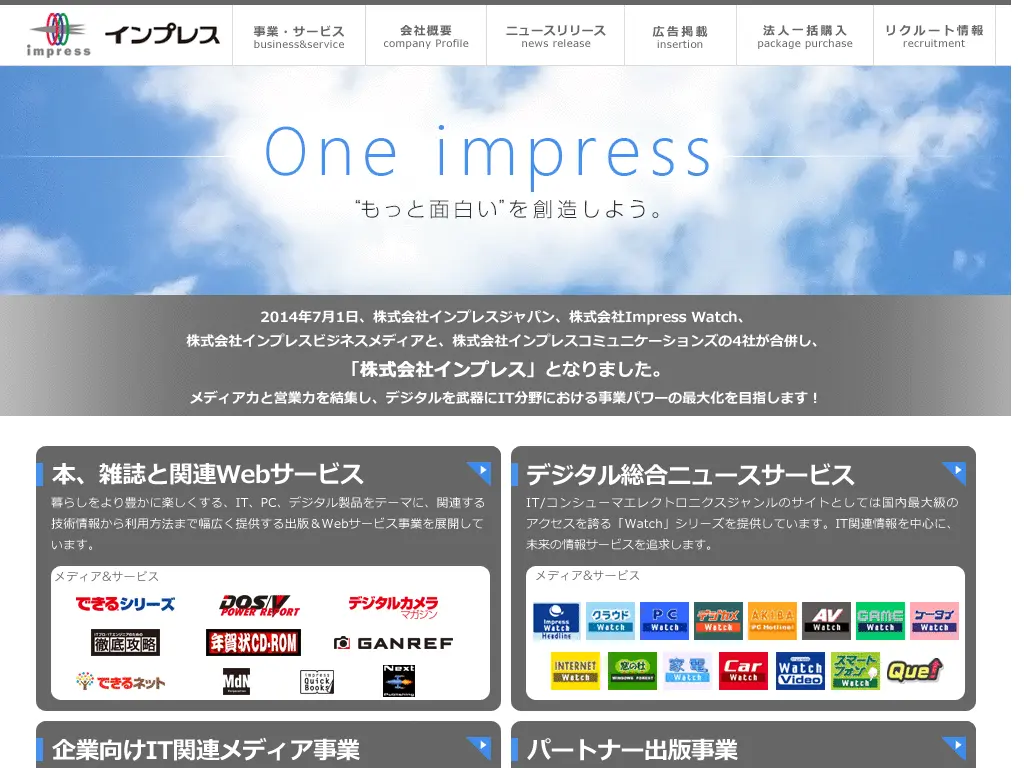 impress
インプレス
事業・サービス
business&service
会社概要
company Profile
ニュースリリース
news release
広告掲載
insertion
法人一括購入
package purchase
リクルート情報
recruitment
One impress
“もっと面白い”を創造しよう。
2014年7月1日、株式会社インプレスジャパン、株式会社Impress Watch、
株式会社インプレスビジネスメディアと、株式会社インプレスコミュニケーションズの4社が合併し、
「株式会社インプレス」となりました。
メディア力と営業力を結集し、デジタルを武器にIT分野における事業パワーの最大化を目指します！
本、雑誌と関連Webサービス
暮らしをより豊かに楽しくする、IT、PC、デジタル製品をテーマに、関連する
技術情報から利用方法まで幅広く提供する出版＆Webサービス事業を展開して
います。
メディア&サービス
できるシリーズ
DOS/V
POWER REPORT
デジタルカメラ
マガジン
徹底攻略
年賀状CD-ROM
GANREF
できるネット
MdN
impress
Quick
Books
Next
Publishing
デジタル総合ニュースサービス
IT/コンシューマエレクトロニクスジャンルのサイトとしては国内最大級の
アクセスを誇る「Watch」シリーズを提供しています。IT関連情報を中心に、
未来の情報サービスを追求します。
メディア&サービス
Impress
Watch
Headlines
クラウド
Watch
PC
Watch
デジカメ
Watch
AKIBA
PC Hotline!
AV
Watch
GAME
Watch
ケータイ
Watch
INTERNET
Watch
窓の杜
WINDOWS FOREST
家電
Watch
Car
Watch
Watch
Video
スマート
フォン
Watch
Que!
企業向けIT関連メディア事業
パートナー出版事業